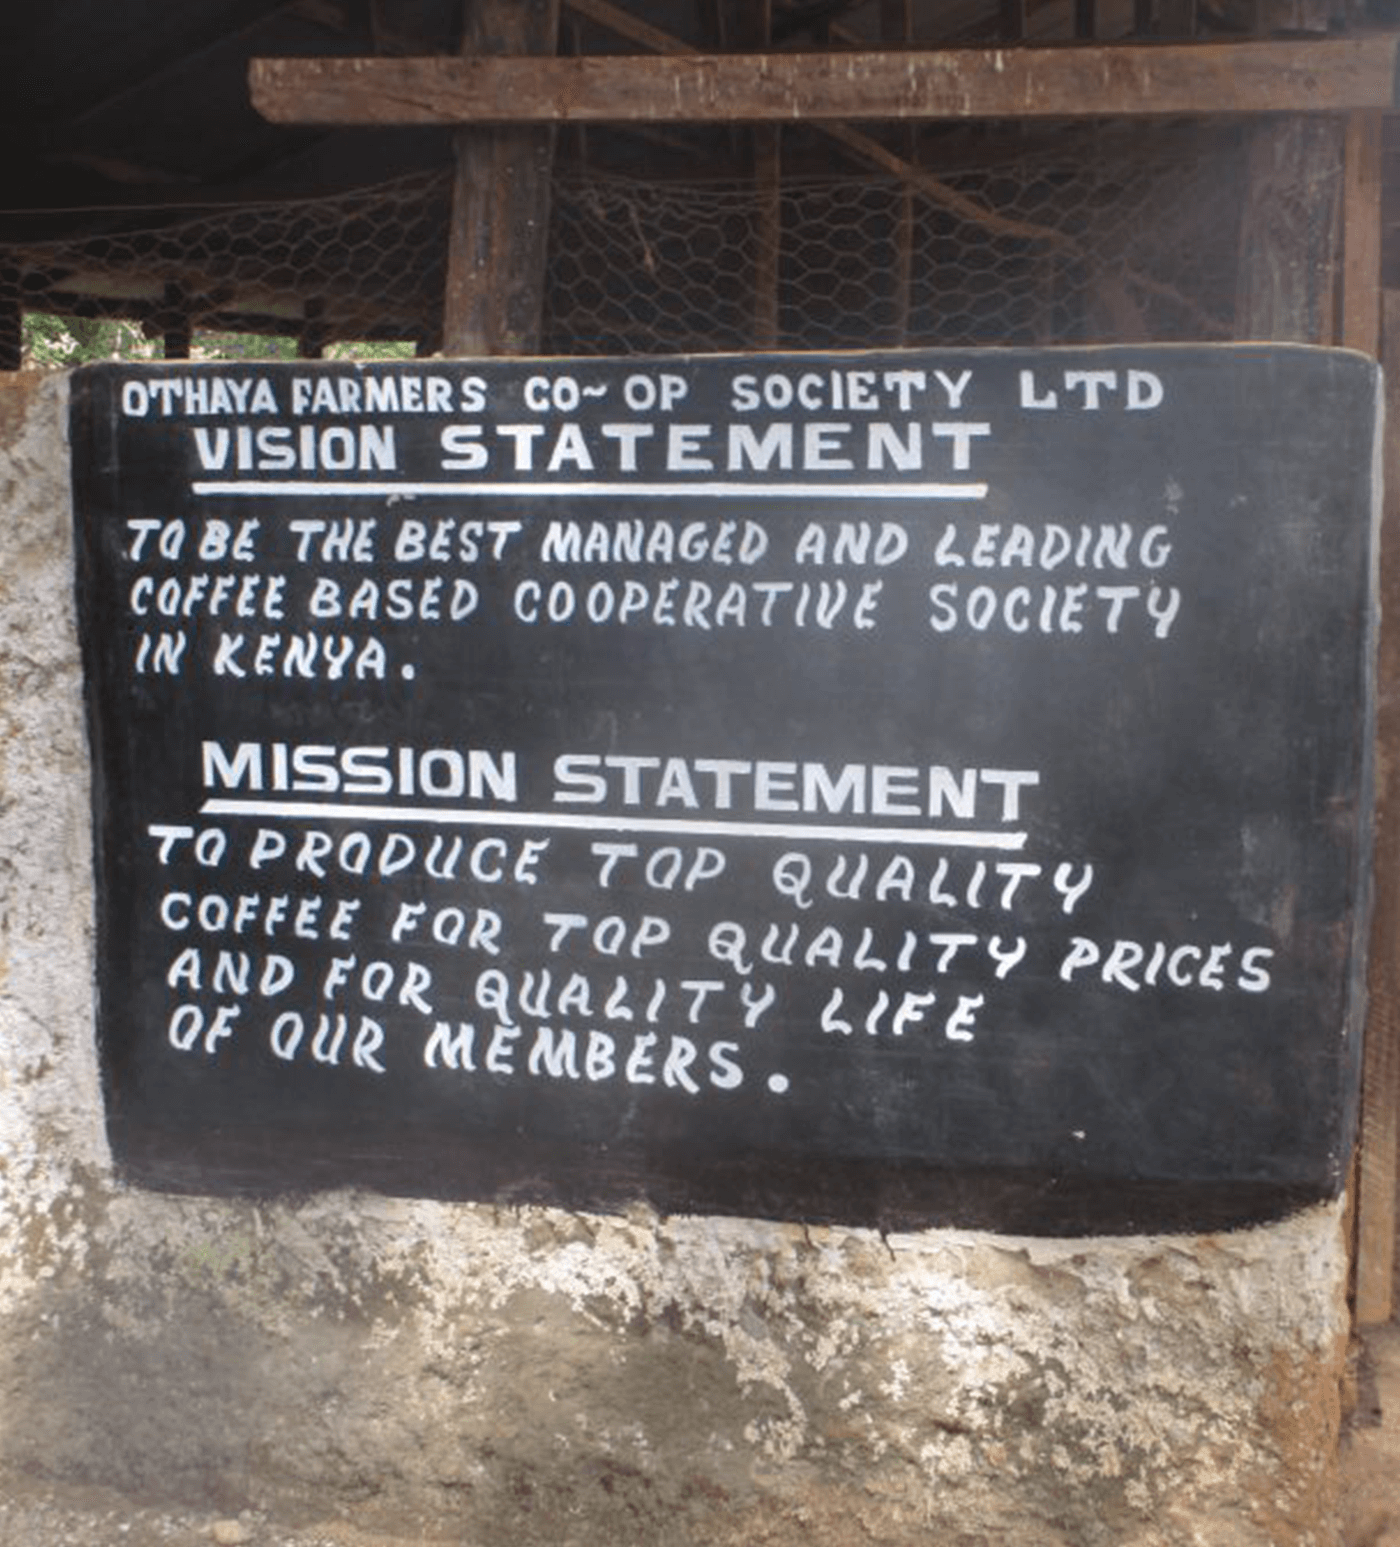 OTHAYA FARMERS CO~OP SOCIETY LTD
VISION STATEMENT
TO BE THE BEST MANAGED AND LEADING
COFFEE BASED COOPERATIVE SOCIETY
IN KENYA.
MISSION STATEMENT
TO PRODUCE TOP QUALITY
COFFEE FOR TOP QUALITY PRICES
AND FOR QUALITY LIFE
OF OUR MEMBERS.